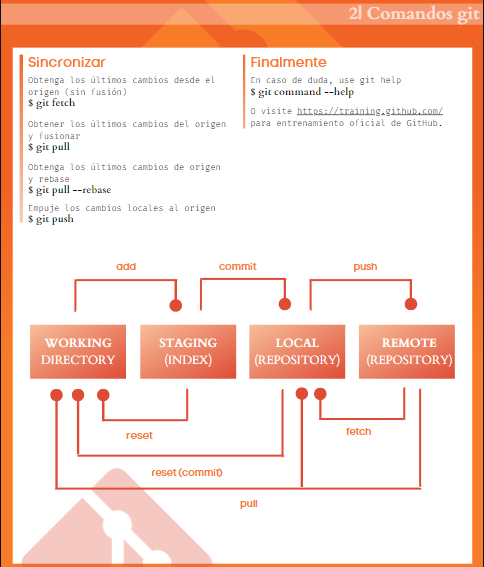 2| Comandos git
Sincronizar
Obtenga los últimos cambios desde el
origen (sin fusión)
$ git fetch
Obtener los últimos cambios del origen
y fusionar
$ git pull
Obtenga los últimos cambios de origen
y rebase
$ git pull --rebase
Empuje los cambios locales al origen
$ git push
Finalmente
En caso de duda, use git help
$ git command --help
O visite https://training.github.com/
para entrenamiento oficial de GitHub.
add
commit
push
WORKING
DIRECTORY
STAGING
(INDEX)
LOCAL
(REPOSITORY)
REMOTE
(REPOSITORY)
reset
fetch
reset (commit)
pull